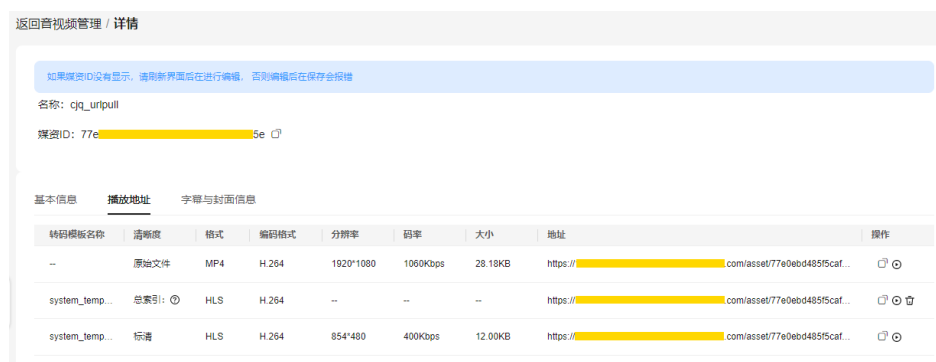 返回音视频管理 / 详情
如果媒资ID没有显示，请刷新界面后在进行编辑， 否则编辑后在保存会报错
名称：cjq_urlpull
媒资ID：77e 5e
基本信息 播放地址 字幕与封面信息
转码模板名称 清晰度 格式 编码格式 分辨率 码率 大小 地址 操作
-- 原始文件 MP4 H.264 1920*1080 1060Kbps 28.18KB https:// .com/asset/77e0ebd485f5caf...
system_temp... 总索引: HLS H.264 -- -- -- https:// .com/asset/77e0ebd485f5caf...
system_temp... 标清 HLS H.264 854*480 400Kbps 12.00KB https:// .com/asset/77e0ebd485f5caf...